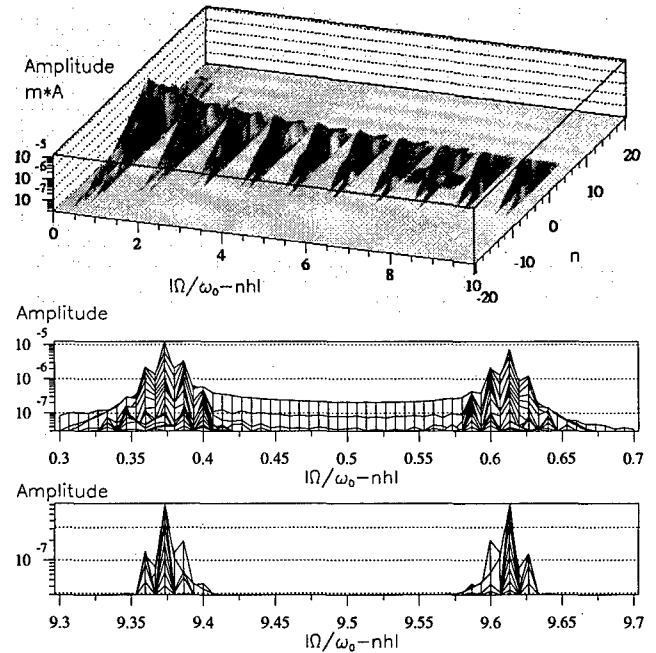 Amplitude
m*A
10⁻⁵
10⁻⁶
10⁻⁷
0
2
4
6
8
10
-20
-10
0
10
20
n
|Ω/ω₀−nh|
Amplitude
10⁻⁵
10⁻⁶
10⁻⁷
0.3 0.35 0.4 0.45 0.5 0.55 0.6 0.65 0.7
|Ω/ω₀−nh|
Amplitude
10⁻⁷
9.3 9.35 9.4 9.45 9.5 9.55 9.6 9.65 9.7
|Ω/ω₀−nh|